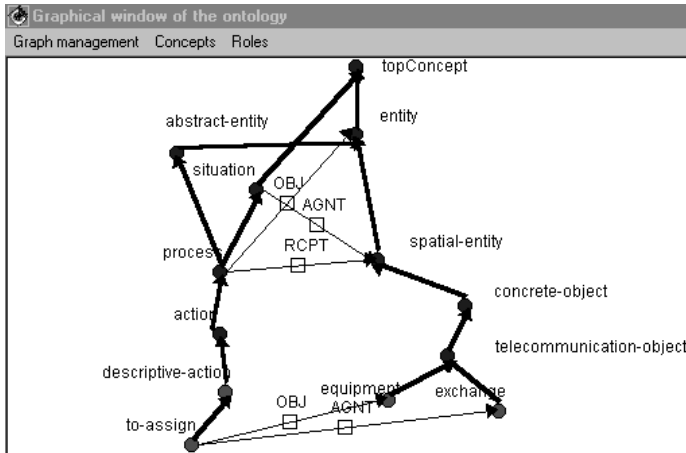 Graphical window of the ontology
Graph management Concepts Roles
topConcept
entity
abstract-entity
situation
OBJ
AGNT
RCPT
process
spatial-entity
concrete-object
action
telecommunication-object
descriptive-action
equipment
exchange
OBJ
AGNT
to-assign